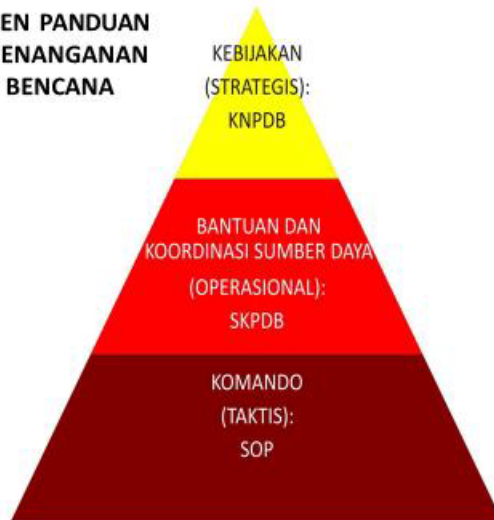 EN PANDUAN
ENANGANAN
BENCANA
KEBIJAKAN
(STRATEGIS):
KNPDB
BANTUAN DAN
KOORDINASI SUMBER DAYA
(OPERASIONAL):
SKPDB
KOMANDO
(TAKTIS):
SOP